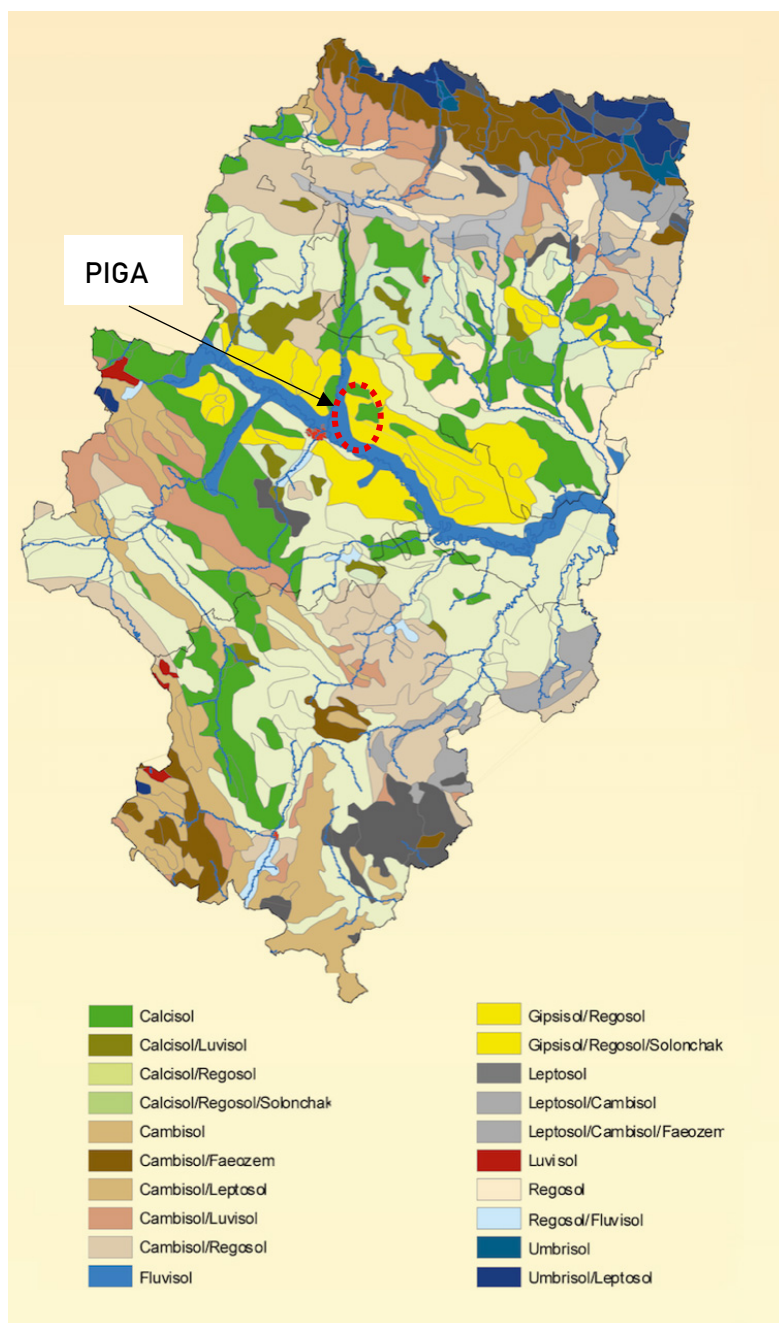 PIGA
Calcisol
Calcisol/Luvisol
Calcisol/Regosol
Calcisol/Regosol/Solonchak
Cambisol
Cambisol/Faeozem
Cambisol/Leptosol
Cambisol/Luvisol
Cambisol/Regosol
Fluvisol
Gipsisol/Regosol
Gipsisol/Regosol/Solonchak
Leptosol
Leptosol/Cambisol
Leptosol/Cambisol/Faeozem
Luvisol
Regosol
Regosol/Fluvisol
Umbrisol
Umbrisol/Leptosol